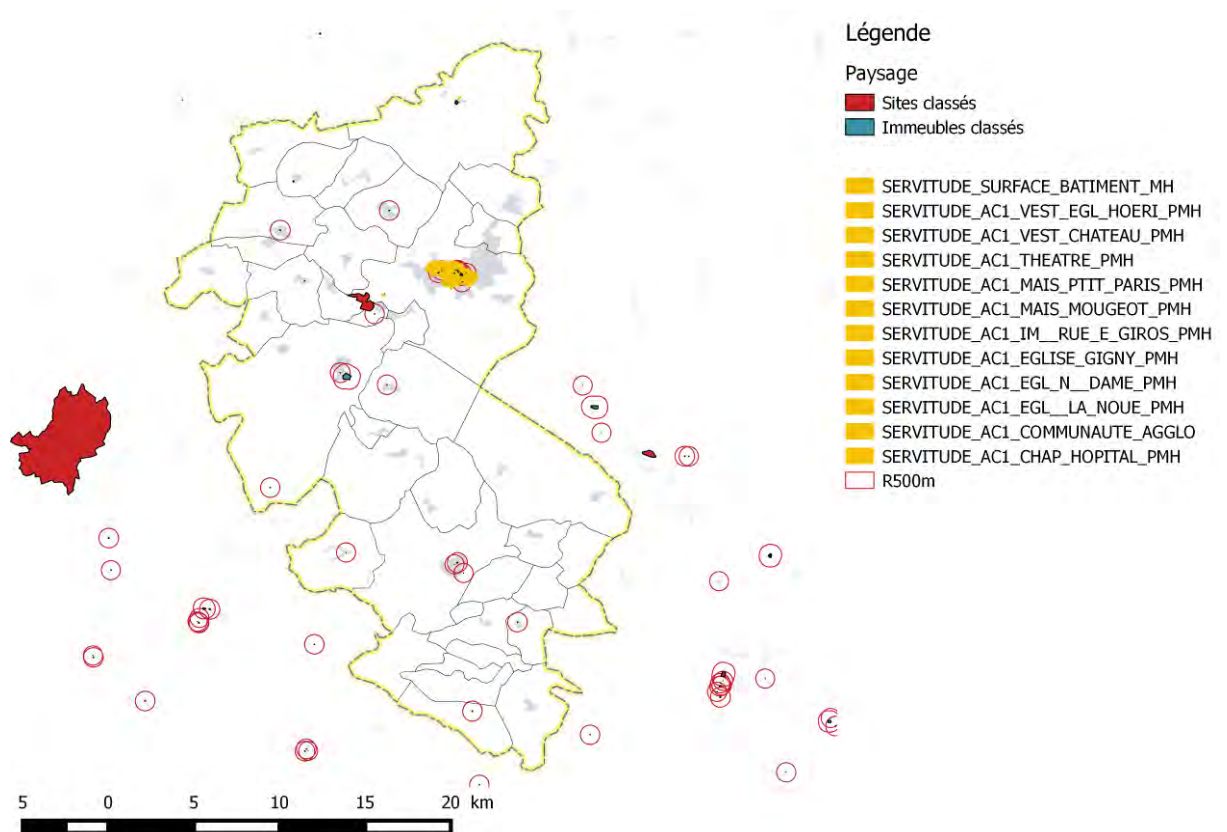 Légende
Paysage
Sites classés
Immeubles classés
SERVITUDE_SURFACE_BATIMENT_MH
SERVITUDE_AC1_VEST_EGL_HOERI_PMH
SERVITUDE_AC1_VEST_CHATEAU_PMH
SERVITUDE_AC1_THEATRE_PMH
SERVITUDE_AC1_MAIS_PTIT_PARIS_PMH
SERVITUDE_AC1_MAIS_MOUGEOT_PMH
SERVITUDE_AC1_IM__RUE_E_GIROS_PMH
SERVITUDE_AC1_EGLISE_GIGNY_PMH
SERVITUDE_AC1_EGL_N__DAME_PMH
SERVITUDE_AC1_EGL__LA_NOUE_PMH
SERVITUDE_AC1_COMMUNAUTE_AGGLO
SERVITUDE_AC1_CHAP_HOPITAL_PMH
R500m
5 0 5 10 15 20 km